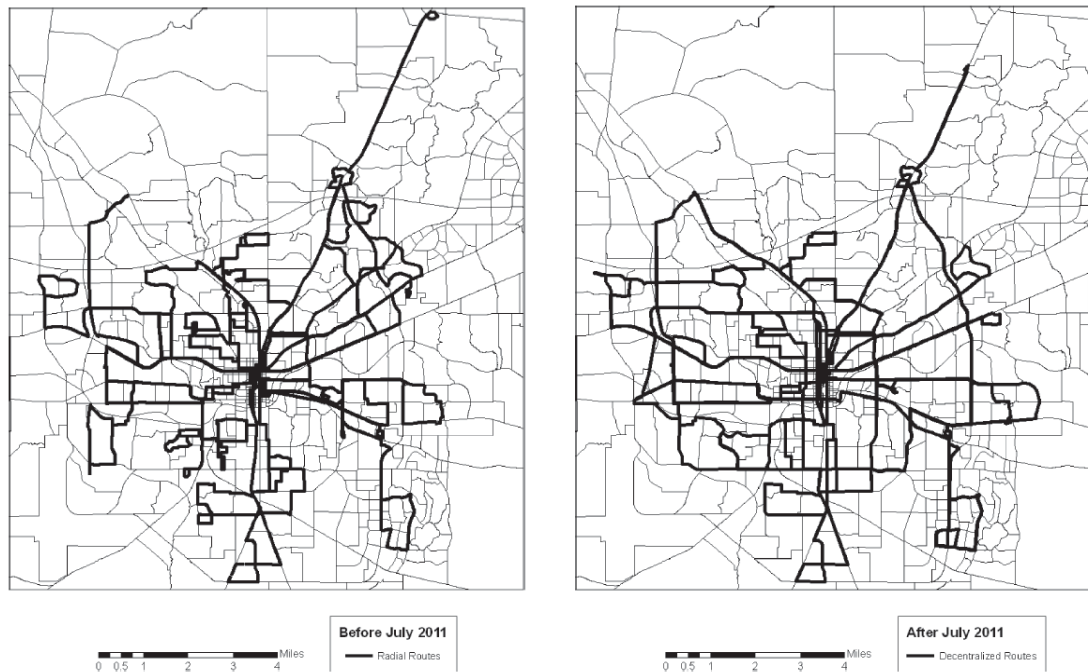 Before July 2011
Radial Routes
Miles
0 0.5 1 2 3 4
After July 2011
Decentralized Routes
Miles
0 0.5 1 2 3 4